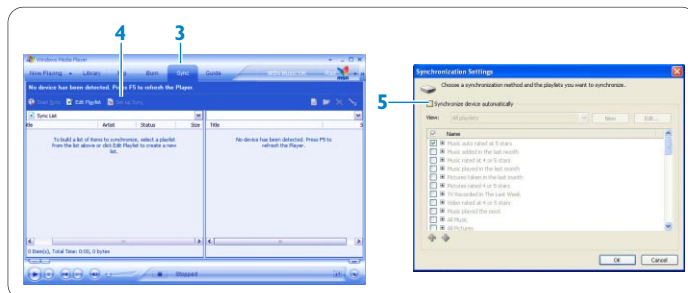 4
3
Windows Media Player
Now Playing Library Rip Burn Sync Guide
No device has been detected. Press F5 to refresh the Player.
Start Sync Edit Playlist Set up Sync
Sync List
Title Artist Status Size Title
To build a list of items to synchronize, select a playlist
from the list above or click Edit Playlist to create a new
list.
No device has been detected. Press F5 to
refresh the Player.
0 item(s), Total Time: 0:00, 0 bytes
Stopped
Synchronization Settings
Choose a synchronization method and the playlists you want to synchronize.
5
Synchronize device automatically
View: All playlists New Edit...
Name
Music auto rated at 5 stars
Music added in the last month
Music rated at 4 or 5 stars
Music played in the last month
Pictures taken in the last month
Pictures rated 4 or 5 stars
TV Recorded In The Last Week
Video rated at 4 or 5 stars
Music played the most
All Music
All Pictures
OK Cancel